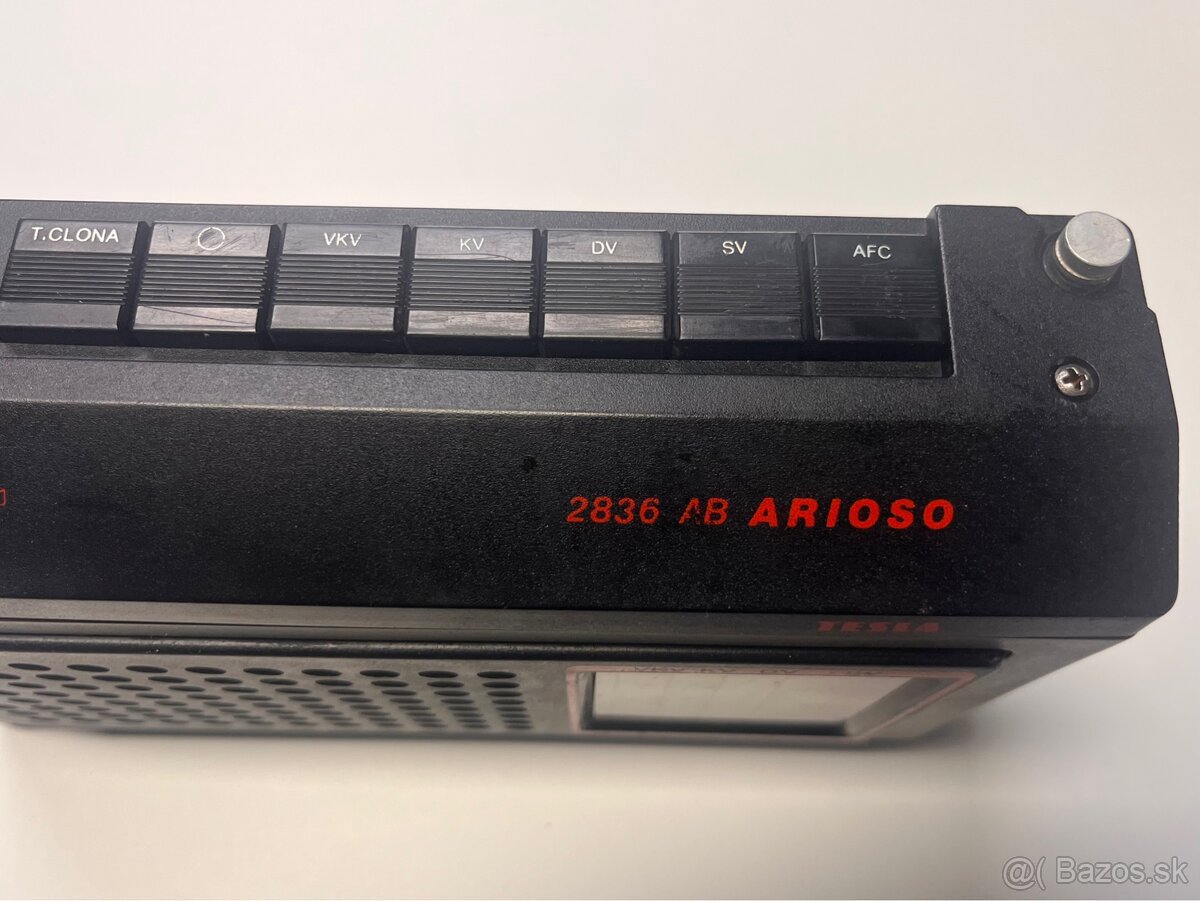 T.CLONA VKV KV DV SV AFC
2836 AB ARIOSO
TESLA
@( Bazos.sk